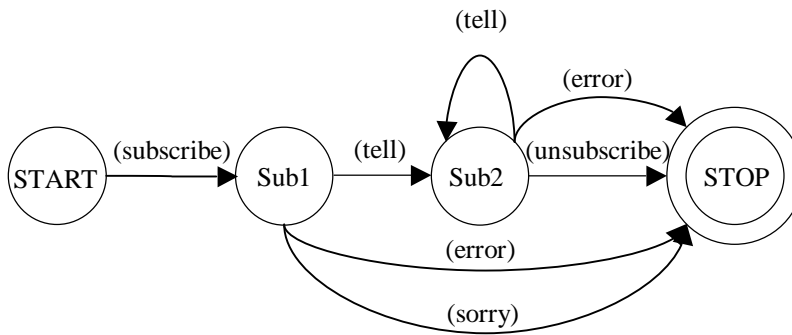 (tell)
(error)
(subscribe)
(tell)
(unsubscribe)
START
Sub1
Sub2
STOP
(error)
(sorry)